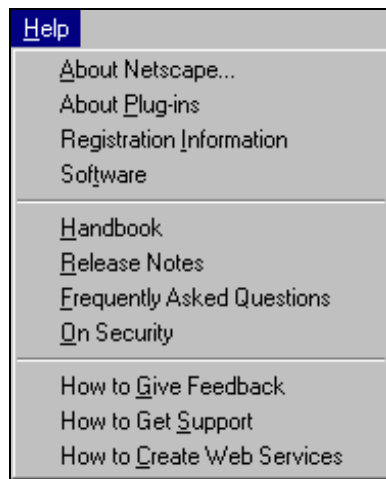 Help
About Netscape...
About Plug-ins
Registration Information
Software
Handbook
Release Notes
Frequently Asked Questions
On Security
How to Give Feedback
How to Get Support
How to Create Web Services